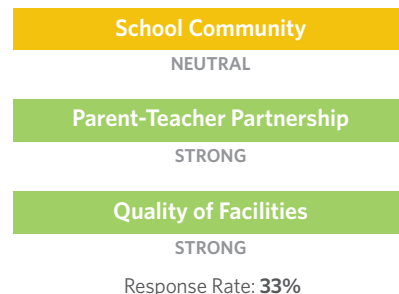 School Community
NEUTRAL
Parent-Teacher Partnership
STRONG
Quality of Facilities
STRONG
Response Rate: 33%